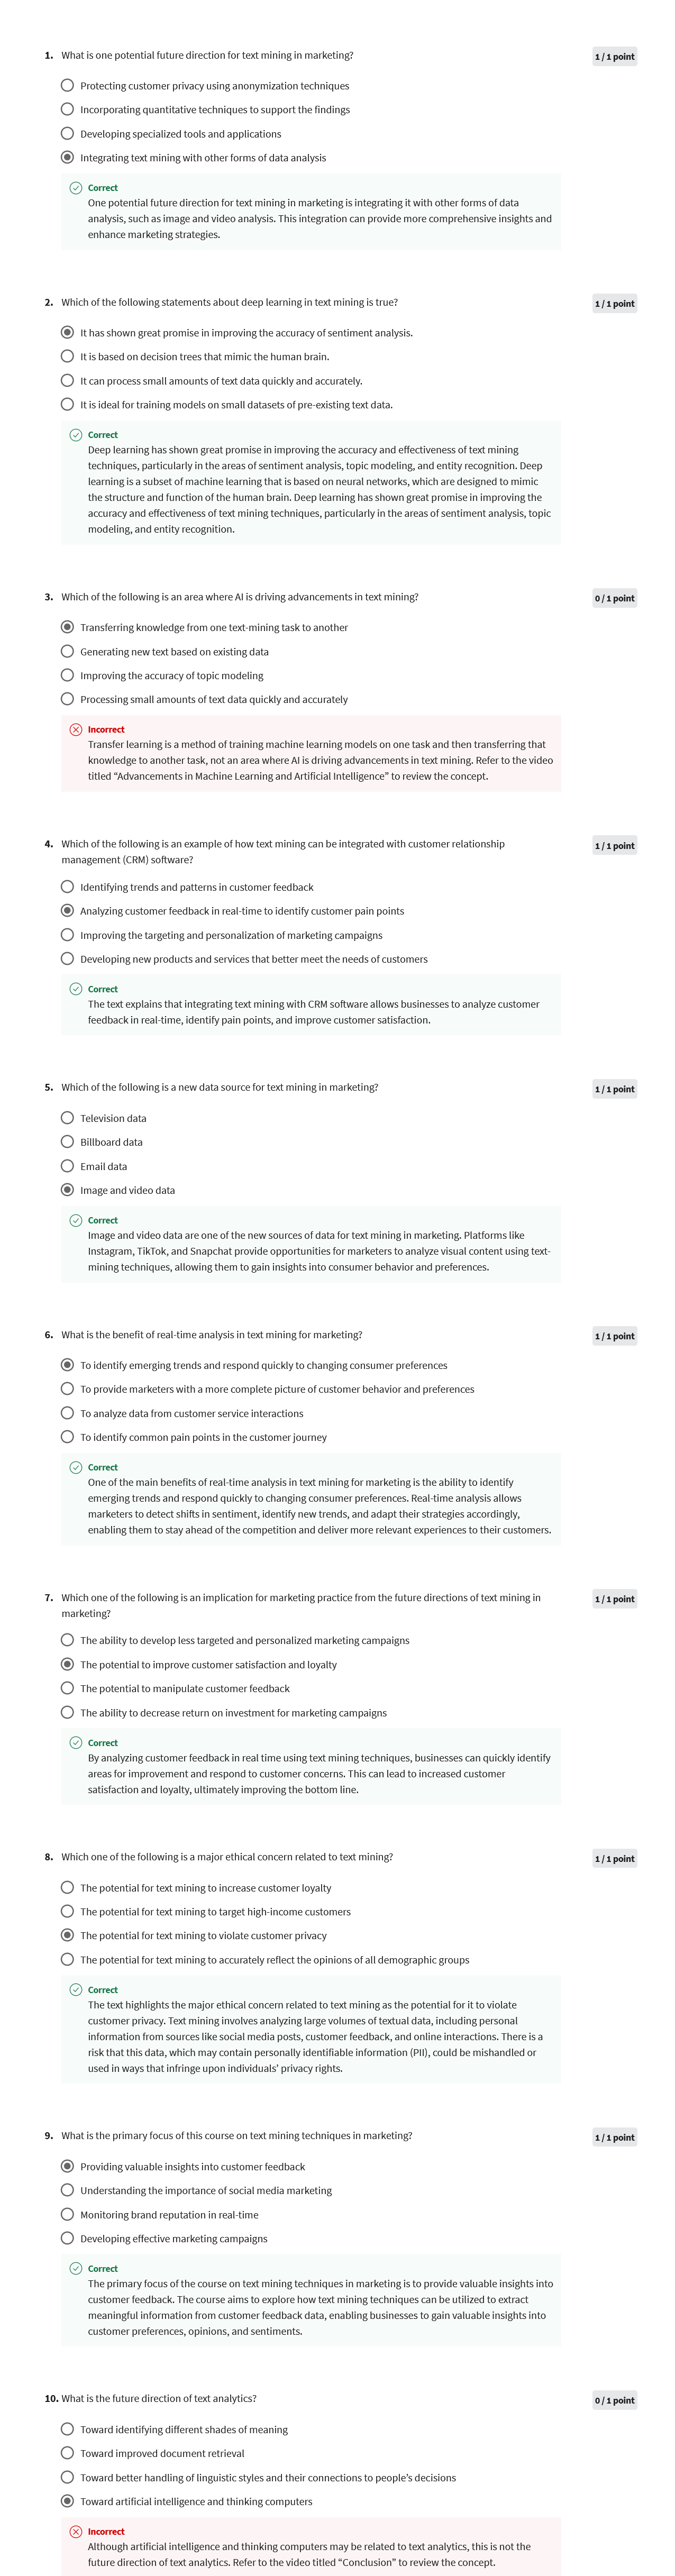 1. What is one potential future direction for text mining in marketing?
1 / 1 point
Protecting customer privacy using anonymization techniques
Incorporating quantitative techniques to support the findings
Developing specialized tools and applications
Integrating text mining with other forms of data analysis
Correct
One potential future direction for text mining in marketing is integrating it with other forms of data
analysis, such as image and video analysis. This integration can provide more comprehensive insights and
enhance marketing strategies.
2. Which of the following statements about deep learning in text mining is true?
1 / 1 point
It has shown great promise in improving the accuracy of sentiment analysis.
It is based on decision trees that mimic the human brain.
It can process small amounts of text data quickly and accurately.
It is ideal for training models on small datasets of pre-existing text data.
Correct
Deep learning has shown great promise in improving the accuracy and effectiveness of text mining
techniques, particularly in the areas of sentiment analysis, topic modeling, and entity recognition. Deep
learning is a subset of machine learning that is based on neural networks, which are designed to mimic
the structure and function of the human brain. Deep learning has shown great promise in improving the
accuracy and effectiveness of text mining techniques, particularly in the areas of sentiment analysis, topic
modeling, and entity recognition.
3. Which of the following is an area where AI is driving advancements in text mining?
0 / 1 point
Transferring knowledge from one text-mining task to another
Generating new text based on existing data
Improving the accuracy of topic modeling
Processing small amounts of text data quickly and accurately
Incorrect
Transfer learning is a method of training machine learning models on one task and then transferring that
knowledge to another task, not an area where AI is driving advancements in text mining. Refer to the video
titled “Advancements in Machine Learning and Artificial Intelligence” to review the concept.
4. Which of the following is an example of how text mining can be integrated with customer relationship
management (CRM) software?
1 / 1 point
Identifying trends and patterns in customer feedback
Analyzing customer feedback in real-time to identify customer pain points
Improving the targeting and personalization of marketing campaigns
Developing new products and services that better meet the needs of customers
Correct
The text explains that integrating text mining with CRM software allows businesses to analyze customer
feedback in real-time, identify pain points, and improve customer satisfaction.
5. Which of the following is a new data source for text mining in marketing?
1 / 1 point
Television data
Billboard data
Email data
Image and video data
Correct
Image and video data are one of the new sources of data for text mining in marketing. Platforms like
Instagram, TikTok, and Snapchat provide opportunities for marketers to analyze visual content using text-
mining techniques, allowing them to gain insights into consumer behavior and preferences.
6. What is the benefit of real-time analysis in text mining for marketing?
1 / 1 point
To identify emerging trends and respond quickly to changing consumer preferences
To provide marketers with a more complete picture of customer behavior and preferences
To analyze data from customer service interactions
To identify common pain points in the customer journey
Correct
One of the main benefits of real-time analysis in text mining for marketing is the ability to identify
emerging trends and respond quickly to changing consumer preferences. Real-time analysis allows
marketers to detect shifts in sentiment, identify new trends, and adapt their strategies accordingly,
enabling them to stay ahead of the competition and deliver more relevant experiences to their customers.
7. Which one of the following is an implication for marketing practice from the future directions of text mining in
marketing?
1 / 1 point
The ability to develop less targeted and personalized marketing campaigns
The potential to improve customer satisfaction and loyalty
The potential to manipulate customer feedback
The ability to decrease return on investment for marketing campaigns
Correct
By analyzing customer feedback in real time using text mining techniques, businesses can quickly identify
areas for improvement and respond to customer concerns. This can lead to increased customer
satisfaction and loyalty, ultimately improving the bottom line.
8. Which one of the following is a major ethical concern related to text mining?
1 / 1 point
The potential for text mining to increase customer loyalty
The potential for text mining to target high-income customers
The potential for text mining to violate customer privacy
The potential for text mining to accurately reflect the opinions of all demographic groups
Correct
The text highlights the major ethical concern related to text mining as the potential for it to violate
customer privacy. Text mining involves analyzing large volumes of textual data, including personal
information from sources like social media posts, customer feedback, and online interactions. There is a
risk that this data, which may contain personally identifiable information (PII), could be mishandled or
used in ways that infringe upon individuals' privacy rights.
9. What is the primary focus of this course on text mining techniques in marketing?
1 / 1 point
Providing valuable insights into customer feedback
Understanding the importance of social media marketing
Monitoring brand reputation in real-time
Developing effective marketing campaigns
Correct
The primary focus of the course on text mining techniques in marketing is to provide valuable insights into
customer feedback. The course aims to explore how text mining techniques can be utilized to extract
meaningful information from customer feedback data, enabling businesses to gain valuable insights into
customer preferences, opinions, and sentiments.
10. What is the future direction of text analytics?
0 / 1 point
Toward identifying different shades of meaning
Toward improved document retrieval
Toward better handling of linguistic styles and their connections to people’s decisions
Toward artificial intelligence and thinking computers
Incorrect
Although artificial intelligence and thinking computers may be related to text analytics, this is not the
future direction of text analytics. Refer to the video titled “Conclusion” to review the concept.